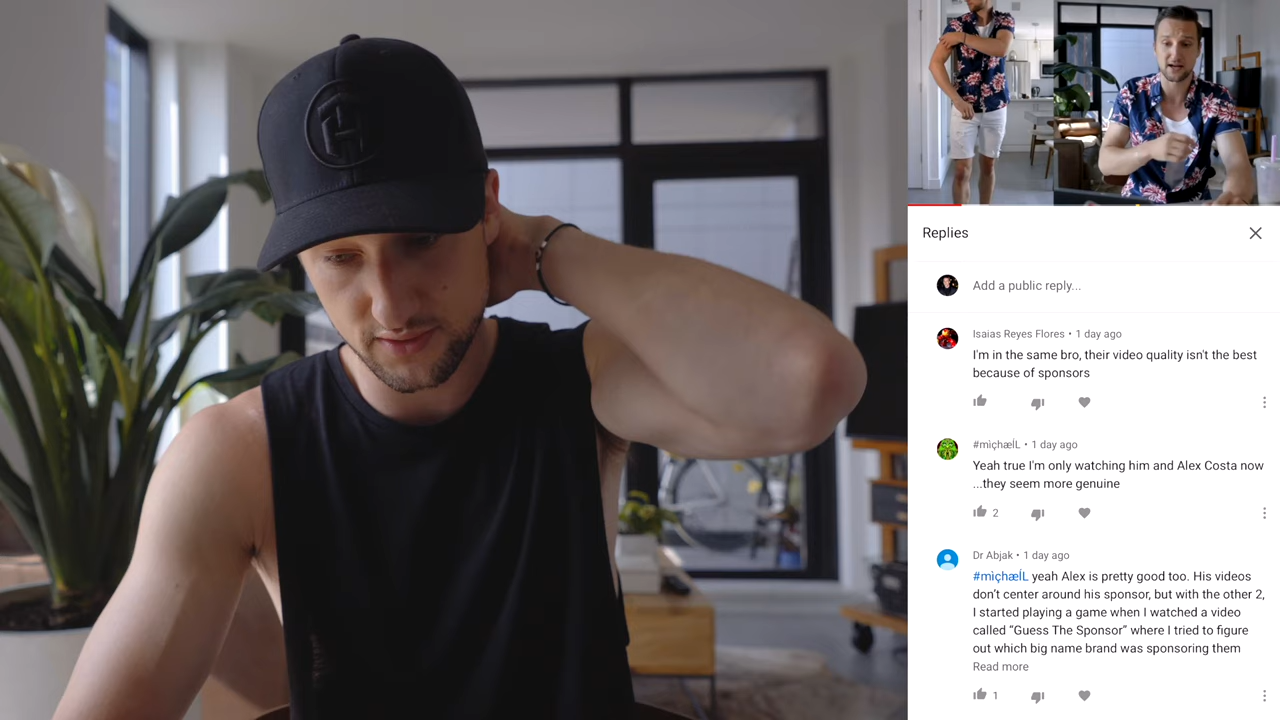 Replies
Add a public reply...
Isaias Reyes Flores • 1 day ago
I'm in the same bro, their video quality isn't the best
because of sponsors
#mìçhæĺL • 1 day ago
Yeah true I'm only watching him and Alex Costa now
...they seem more genuine
2
Dr Abjak • 1 day ago
#mìçhæĺL yeah Alex is pretty good too. His videos
don't center around his sponsor, but with the other 2,
I started playing a game when I watched a video
called “Guess The Sponsor” where I tried to figure
out which big name brand was sponsoring them
Read more
1